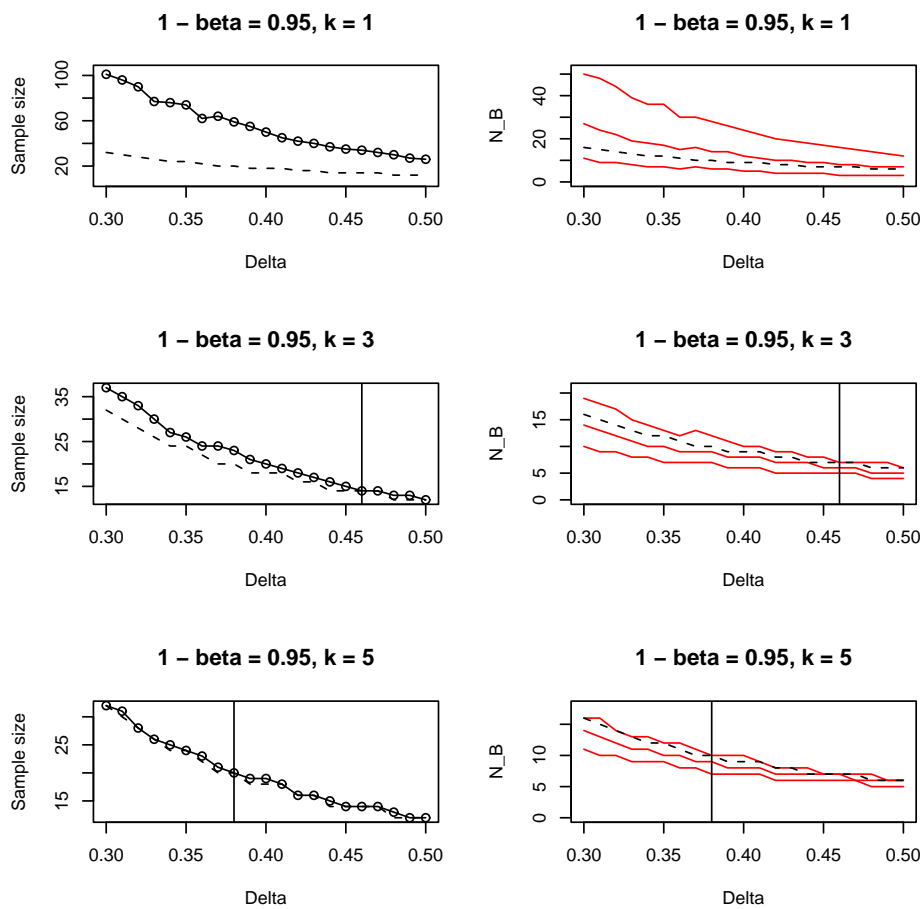 1 − beta = 0.95, k = 1
Sample size
20
60
100
0.30 0.35 0.40 0.45 0.50
Delta
1 − beta = 0.95, k = 1
N_B
0
20
40
0.30 0.35 0.40 0.45 0.50
Delta
1 − beta = 0.95, k = 3
Sample size
15
25
35
0.30 0.35 0.40 0.45 0.50
Delta
1 − beta = 0.95, k = 3
N_B
0
5
15
0.30 0.35 0.40 0.45 0.50
Delta
1 − beta = 0.95, k = 5
Sample size
15
25
0.30 0.35 0.40 0.45 0.50
Delta
1 − beta = 0.95, k = 5
N_B
0
5
10
0.30 0.35 0.40 0.45 0.50
Delta